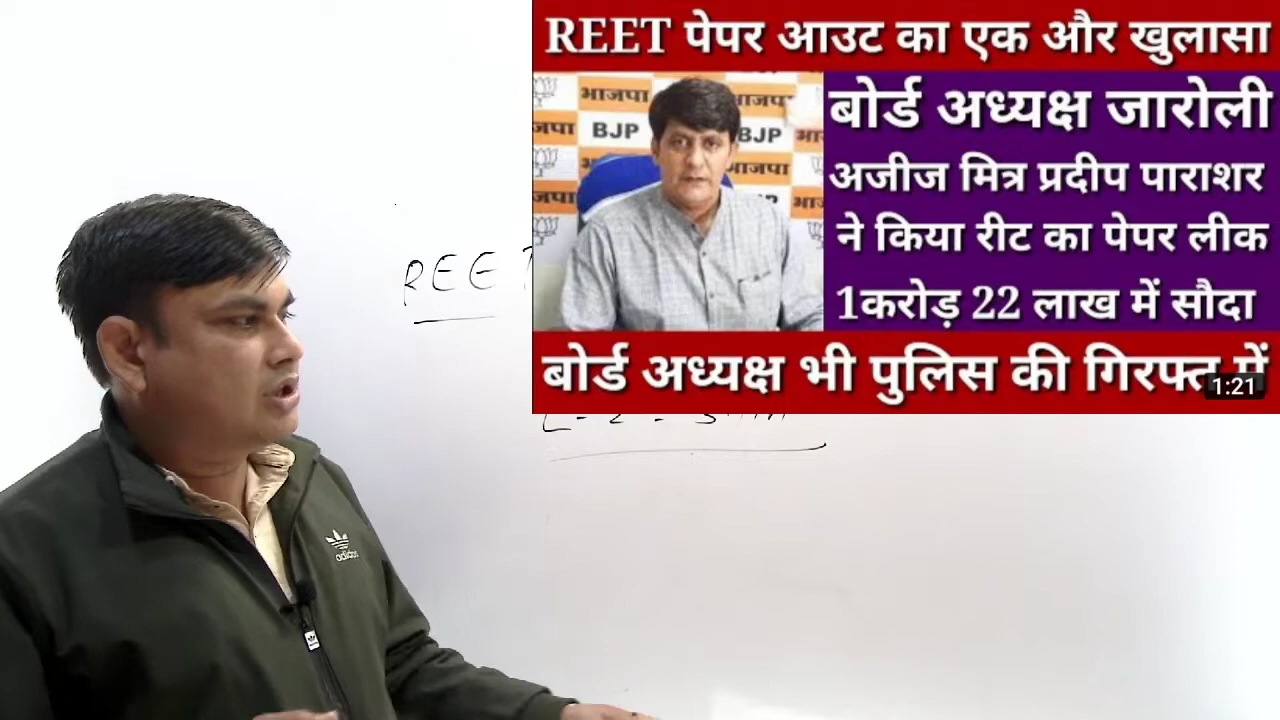 REET पेपर आउट का एक और खुलासा
भाजपा
BJP
BJP
भाजपा
बोर्ड अध्यक्ष जारोली
अजीज मित्र प्रदीप पाराशर
ने किया रीट का पेपर लीक
1करोड़ 22 लाख में सौदा
बोर्ड अध्यक्ष भी पुलिस की गिरफ्त में
1:21
REET
adidas